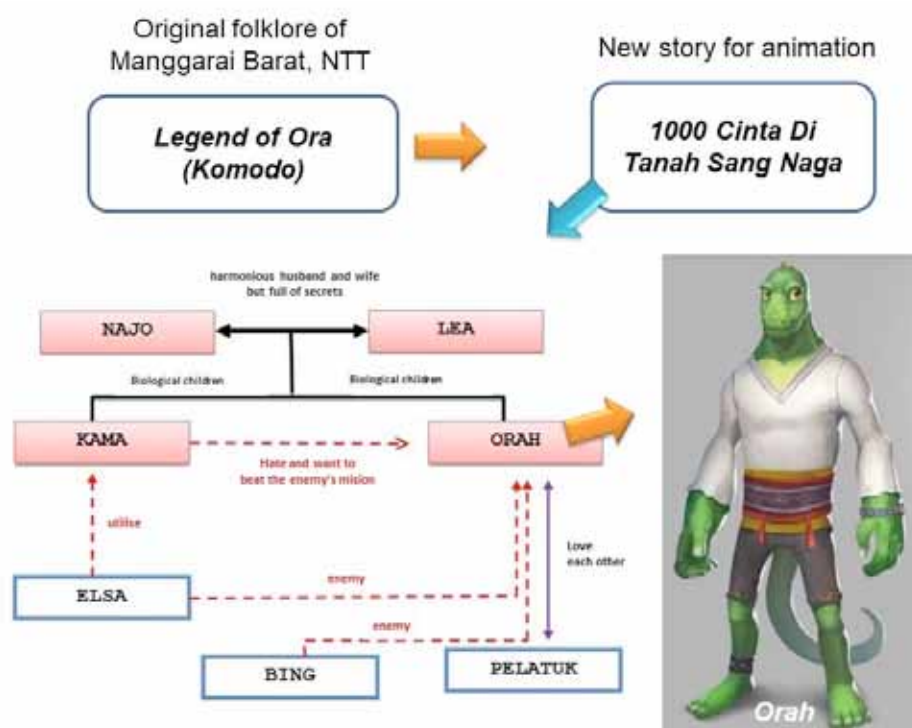 Original folklore of
Manggarai Barat, NTT
New story for animation
Legend of Ora
(Komodo)
1000 Cinta Di
Tanah Sang Naga
harmonious husband and wife
but full of secrets
NAJO
LEA
Biological children
Biological children
KAMA
ORAH
Hate and want to
beat the enemy's mision
utilise
Love
each other
ELSA
enemy
enemy
BING
PELATUK
Orah